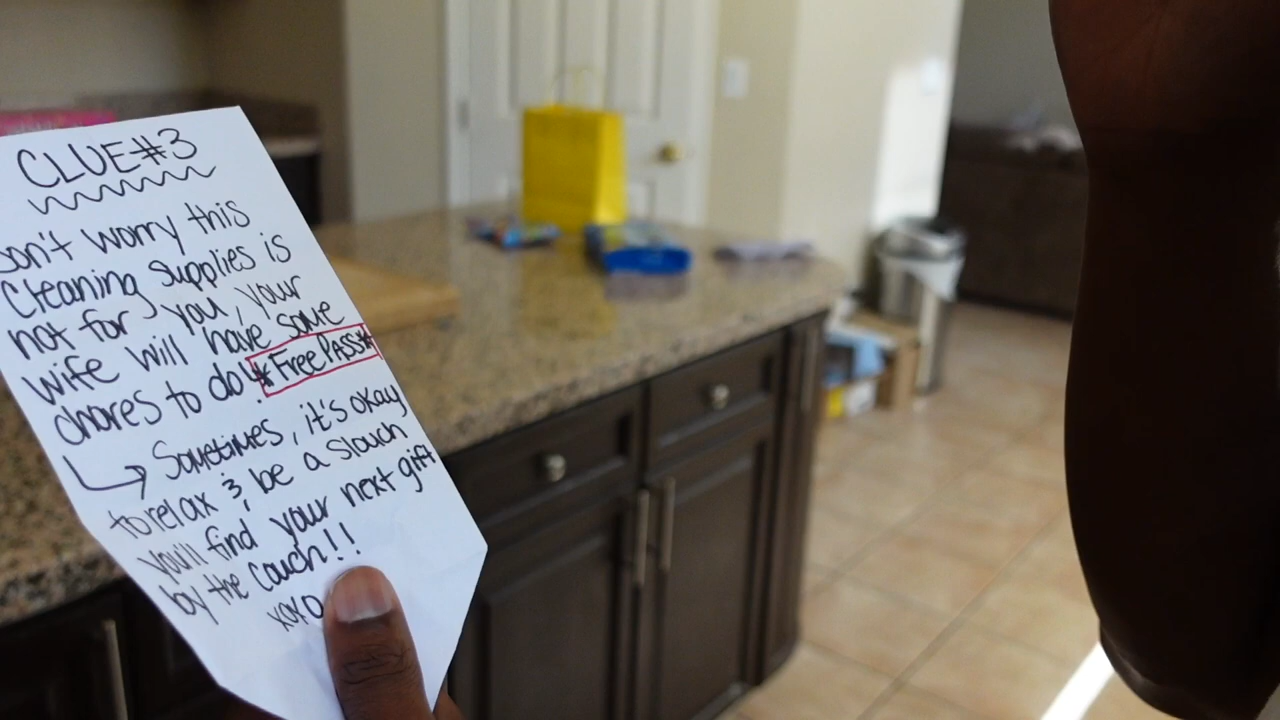 CLUE#3
Don't worry this
Cleaning supplies is
not for you, your
wife will have some
chores to do! *Free PASS*
Sometimes, it's okay
to relax & be a slouch
you'll find your next gift
by the couch!!
xoxo